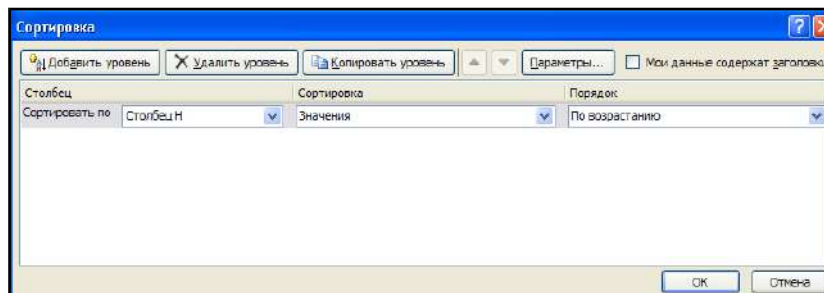 Сортировка
Добавить уровень Удалить уровень Копировать уровень Параметры... Мои данные содержат заголовки
Столбец Сортировка Порядок
Сортировать по Столбец H Значения По возрастанию
ОК Отмена